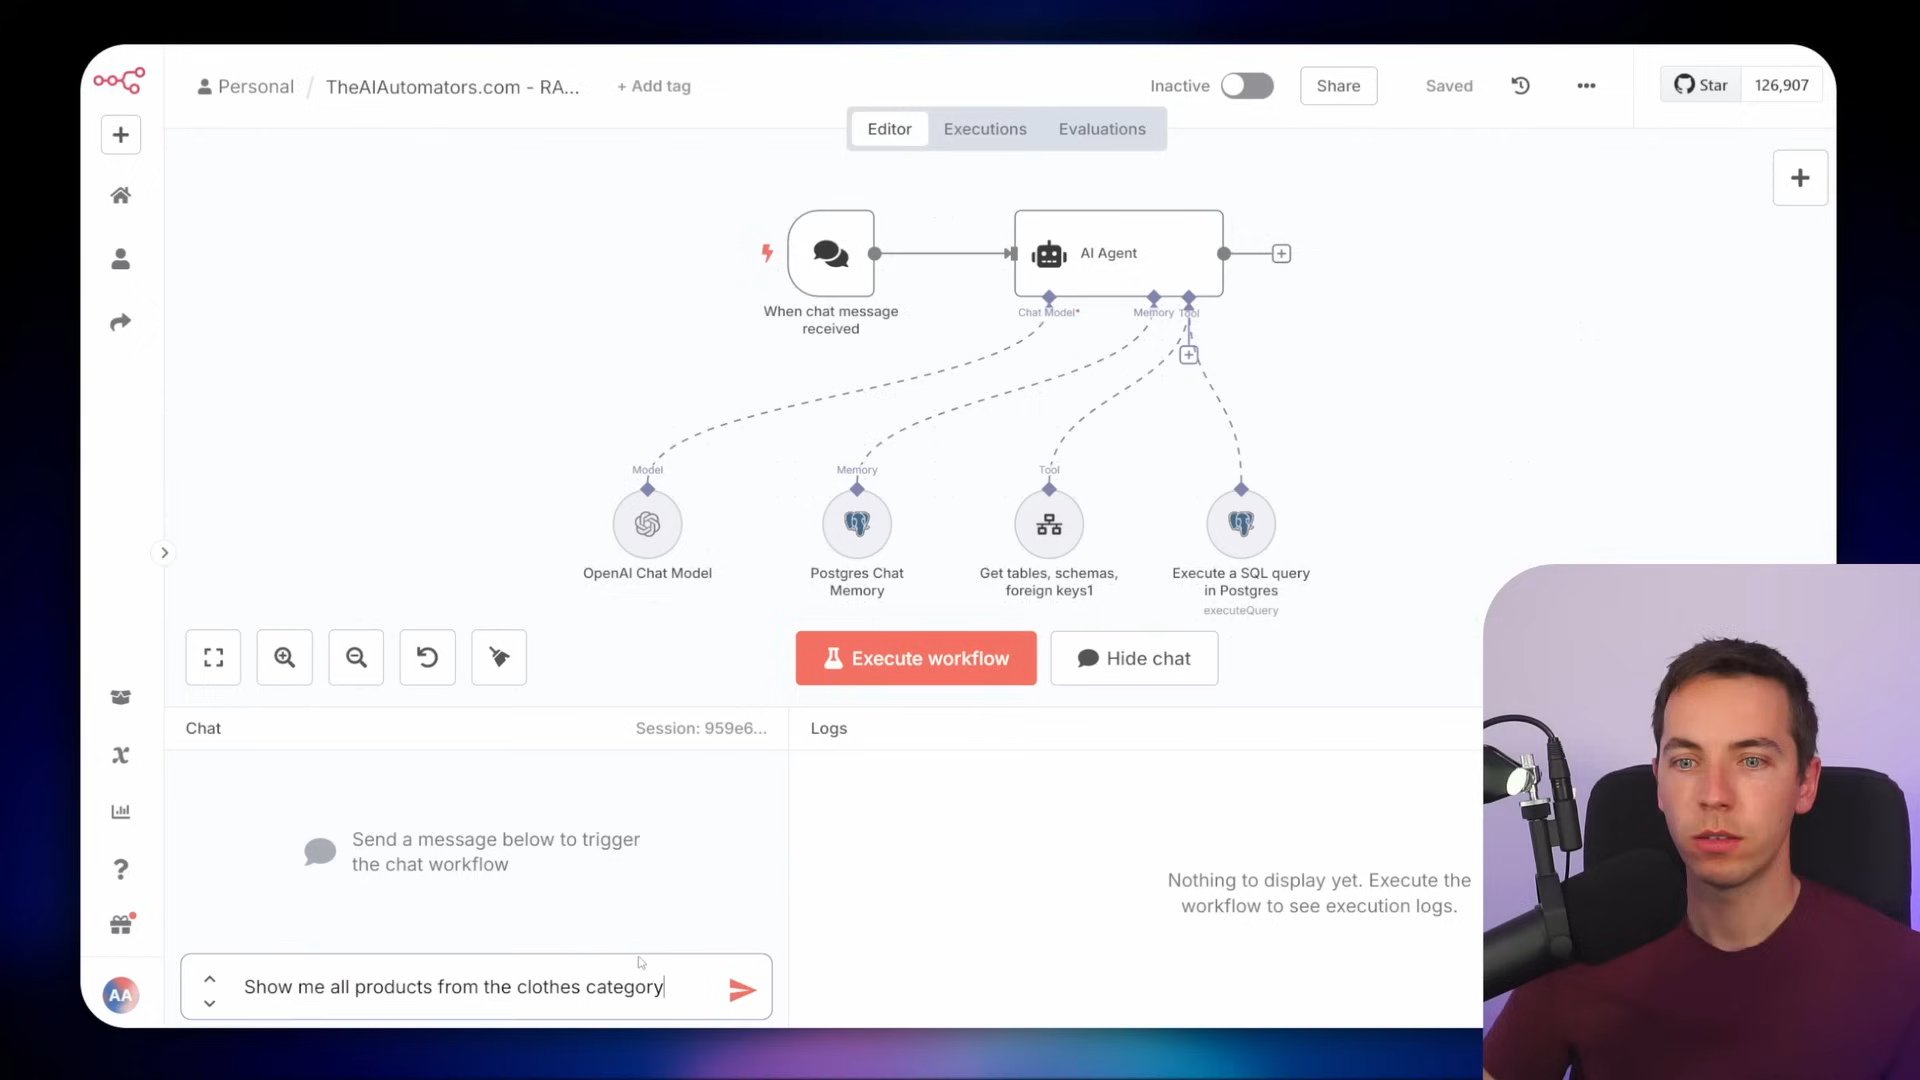 Personal / TheAIAutomators.com - RA... + Add tag
Inactive Share Saved Star 126,907
Editor Executions Evaluations
AI Agent
When chat message
received
Chat Model* Memory Tool
Model Memory Tool
OpenAI Chat Model
Postgres Chat
Memory
Get tables, schemas,
foreign keys1
Execute a SQL query
in Postgres
executeQuery
Execute workflow Hide chat
Chat Session: 959e6... Logs
Send a message below to trigger
the chat workflow
Nothing to display yet. Execute the
workflow to see execution logs.
Show me all products from the clothes category
AA